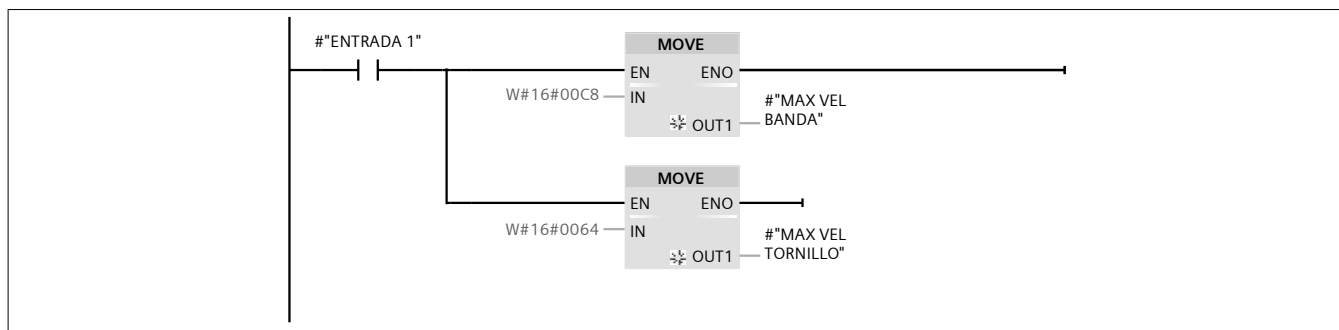 #"ENTRADA 1"
MOVE
EN ENO
W#16#00C8 IN
OUT1 #"MAX VEL
BANDA"
MOVE
EN ENO
W#16#0064 IN
OUT1 #"MAX VEL
TORNILLO"